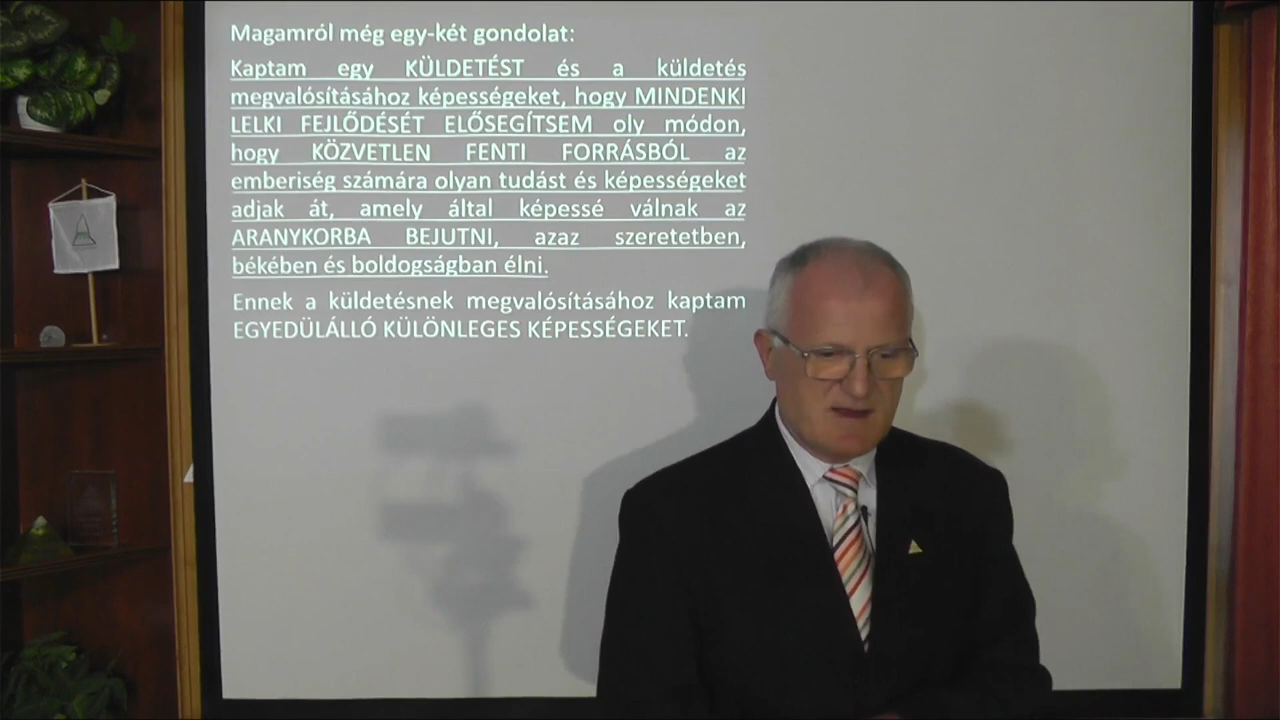 Magamról még egy-két gondolat:
Kaptam egy KÜLDETÉST és a küldetés
megvalósításához képességeket, hogy MINDENKI
LELKI FEJLŐDÉSÉT ELŐSEGÍTSEM oly módon,
hogy KÖZVETLEN FENTI FORRÁSBÓL az
emberiség számára olyan tudást és képességeket
adjak át, amely által képessé válnak az
ARANYKORBA BEJUTNI, azaz szeretetben,
békében és boldogságban élni.
Ennek a küldetésnek megvalósításához kaptam
EGYEDÜLÁLLÓ KÜLÖNLEGES KÉPESSÉGEKET.